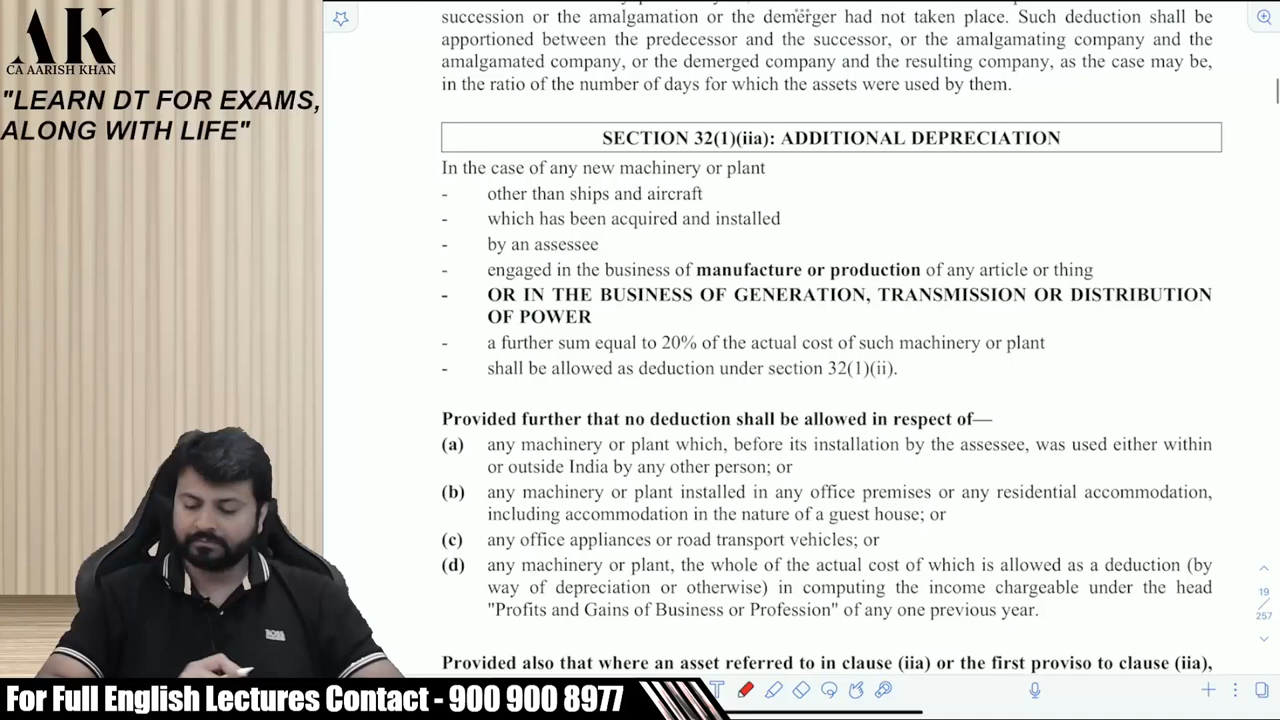 AK
CA AARISH KHAN
"LEARN DT FOR EXAMS,
ALONG WITH LIFE"
succession or the amalgamation or the demerger had not taken place. Such deduction shall be
apportioned between the predecessor and the successor, or the amalgamating company and the
amalgamated company, or the demerged company and the resulting company, as the case may be,
in the ratio of the number of days for which the assets were used by them.
SECTION 32(1)(iia): ADDITIONAL DEPRECIATION
In the case of any new machinery or plant
- other than ships and aircraft
- which has been acquired and installed
- by an assessee
- engaged in the business of manufacture or production of any article or thing
- OR IN THE BUSINESS OF GENERATION, TRANSMISSION OR DISTRIBUTION
OF POWER
- a further sum equal to 20% of the actual cost of such machinery or plant
- shall be allowed as deduction under section 32(1)(ii).
Provided further that no deduction shall be allowed in respect of—
(a) any machinery or plant which, before its installation by the assessee, was used either within
or outside India by any other person; or
(b) any machinery or plant installed in any office premises or any residential accommodation,
including accommodation in the nature of a guest house; or
(c) any office appliances or road transport vehicles; or
(d) any machinery or plant, the whole of the actual cost of which is allowed as a deduction (by
way of depreciation or otherwise) in computing the income chargeable under the head
"Profits and Gains of Business or Profession" of any one previous year.
Provided also that where an asset referred to in clause (iia) or the first proviso to clause (iia),
19
257
For Full English Lectures Contact - 900 900 8977